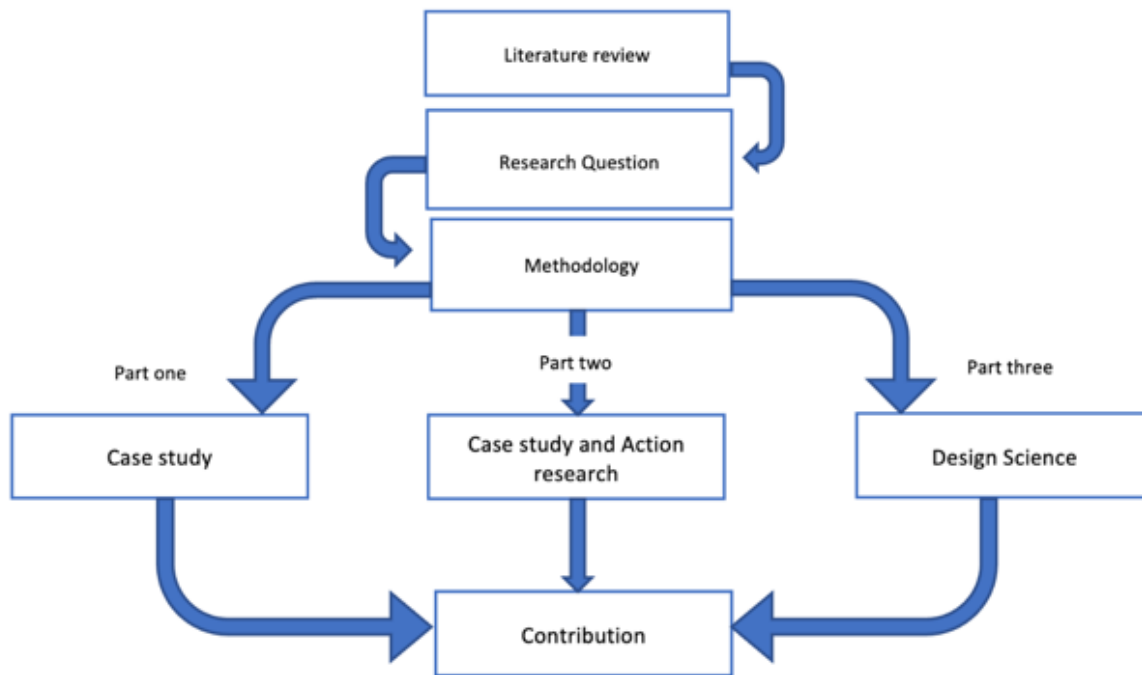 Literature review
Research Question
Methodology
Part one
Part two
Part three
Case study
Case study and Action
research
Design Science
Contribution